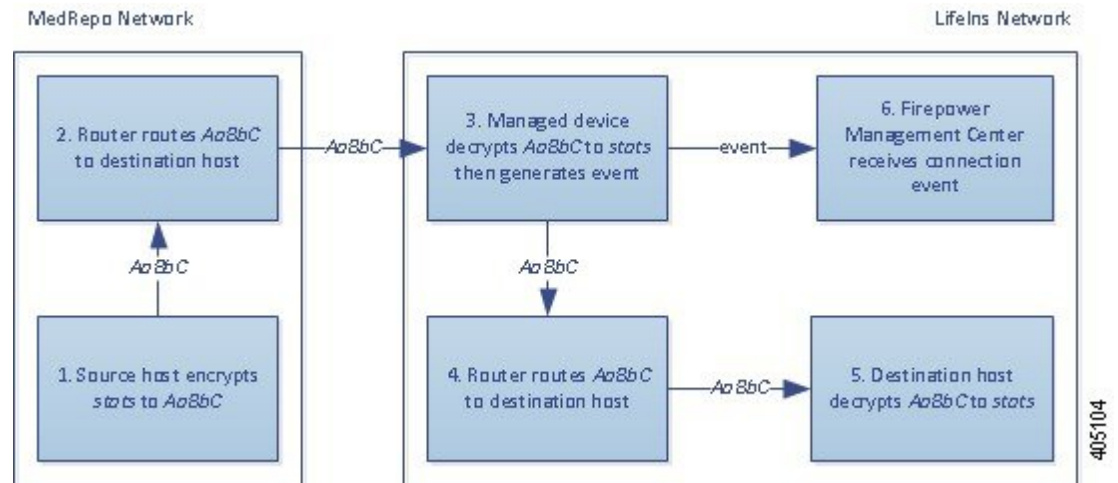 MedRepo Network
LifeIns Network
2. Router routes AaBbC
to destination host
AaBbC
3. Managed device
decrypts AaBbC to stats
then generates event
event
6. Firepower
Management Center
receives connection
event
AaBbC
AaBbC
1. Source host encrypts
stats to AaBbC
4. Router routes AaBbC
to destination host
AaBbC
5. Destination host
decrypts AaBbC to stats
405104